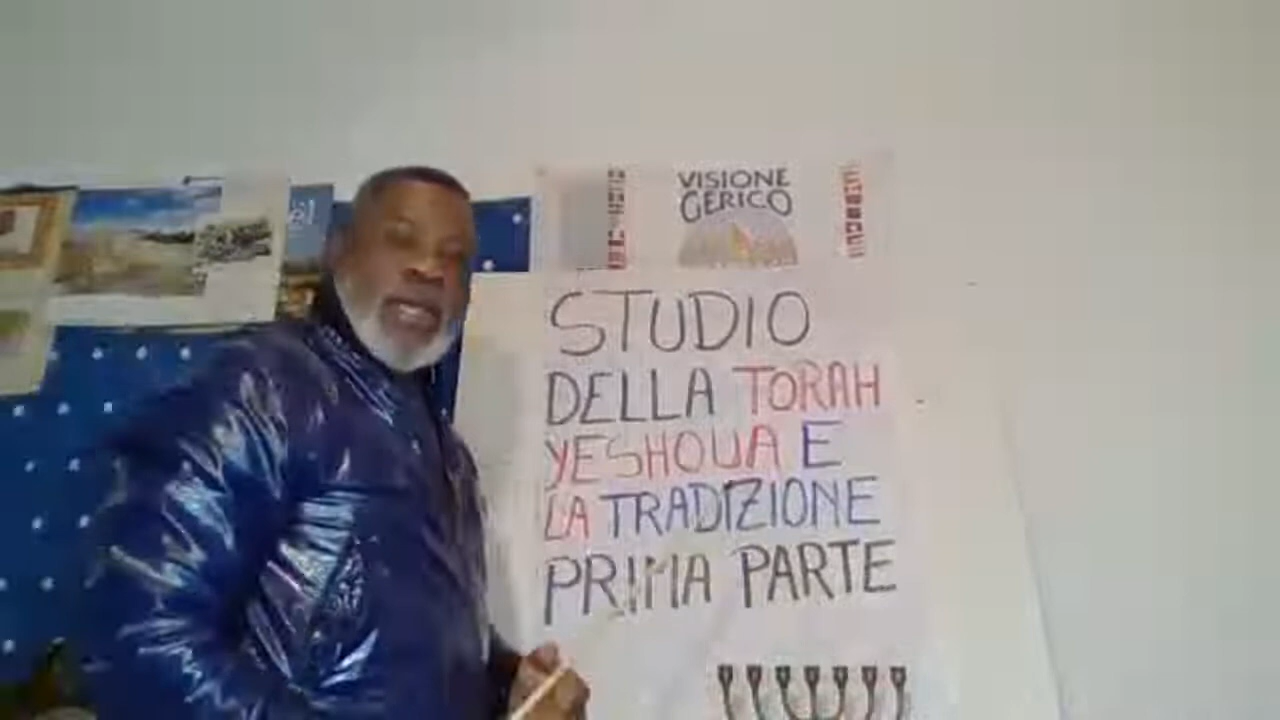 VISIONE
GERICO
STUDIO
DELLA TORAH
YESHOUA E
LA TRADIZIONE
PRIMA PARTE